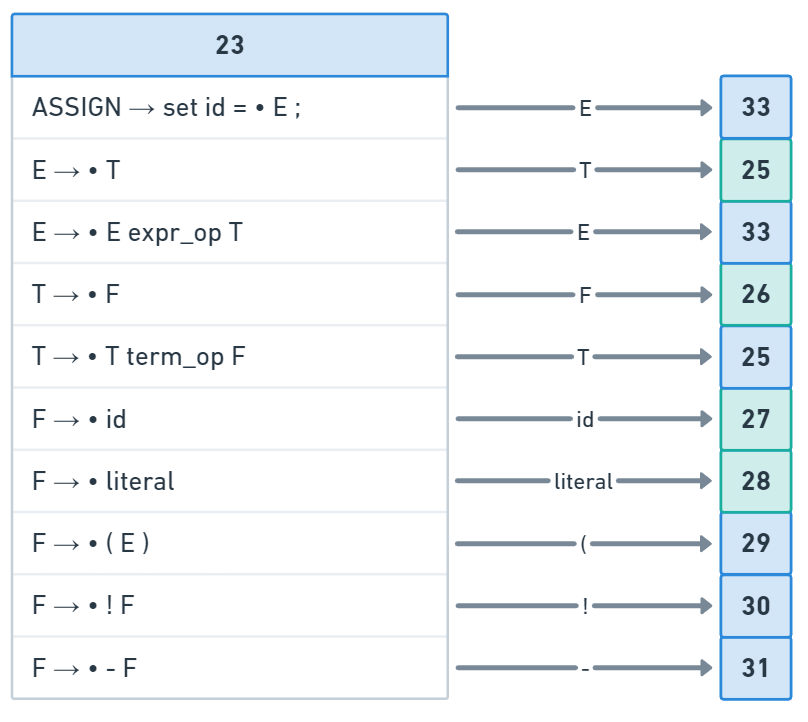 23
ASSIGN → set id = • E ; E 33
E → • T T 25
E → • E expr_op T E 33
T → • F F 26
T → • T term_op F T 25
F → • id id 27
F → • literal literal 28
F → • ( E ) ( 29
F → • ! F ! 30
F → • - F - 31